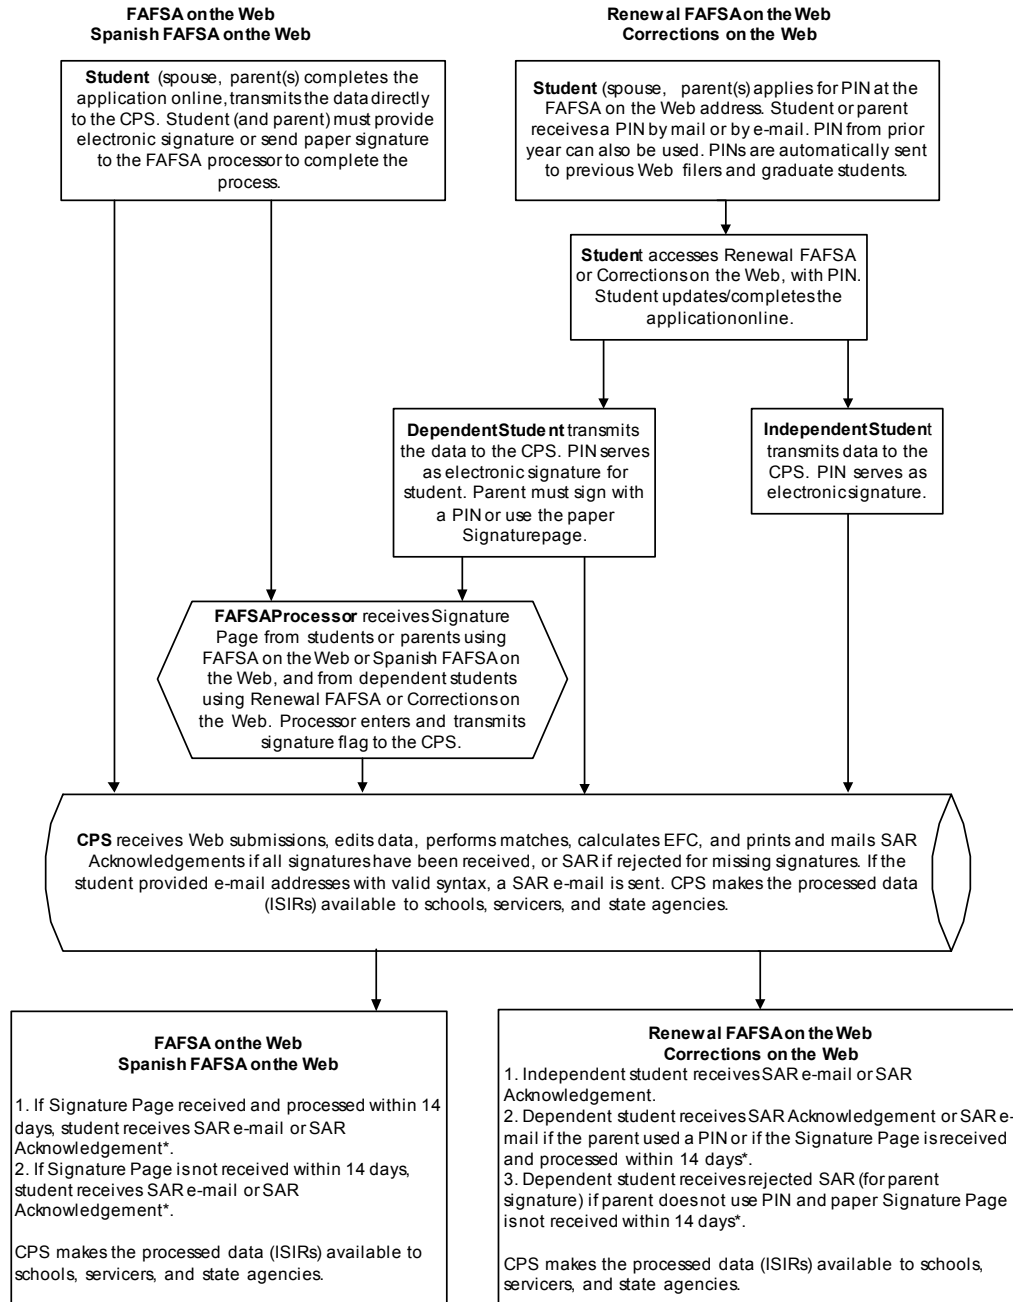 FAFSA on the Web
Spanish FAFSA on the Web
Renewal FAFSA on the Web
Corrections on the Web
Student (spouse, parent(s) completes the
application online, transmits the data directly
to the CPS. Student (and parent) must provide
electronic signature or send paper signature
to the FAFSA processor to complete the
process.
Student (spouse, parent(s) applies for PIN at the
FAFSA on the Web address. Student or parent
receives a PIN by mail or by e-mail. PIN from prior
year can also be used. PINs are automatically sent
to previous Web filers and graduate students.
Student accesses Renewal FAFSA
or Corrections on the Web, with PIN.
Student updates/completes the
application online.
Dependent Student transmits
the data to the CPS. PIN serves
as electronic signature for
student. Parent must sign with
a PIN or use the paper
Signature page.
Independent Student
transmits data to the
CPS. PIN serves as
electronic signature.
FAFSA Processor receives Signature
Page from students or parents using
FAFSA on the Web or Spanish FAFSA on
the Web, and from dependent students
using Renewal FAFSA or Corrections on
the Web. Processor enters and transmits
signature flag to the CPS.
CPS receives Web submissions, edits data, performs matches, calculates EFC, and prints and mails SAR
Acknowledgements if all signatures have been received, or SAR if rejected for missing signatures. If the
student provided e-mail addresses with valid syntax, a SAR e-mail is sent. CPS makes the processed data
(ISIRs) available to schools, servicers, and state agencies.
FAFSA on the Web
Spanish FAFSA on the Web
1. If Signature Page received and processed within 14
days, student receives SAR e-mail or SAR
Acknowledgement*.
2. If Signature Page is not received within 14 days,
student receives SAR e-mail or SAR
Acknowledgement*.
CPS makes the processed data (ISIRs) available to
schools, servicers, and state agencies.
Renewal FAFSA on the Web
Corrections on the Web
1. Independent student receives SAR e-mail or SAR
Acknowledgement.
2. Dependent student receives SAR Acknowledgement or SAR e-
mail if the parent used a PIN or if the Signature Page is received
and processed within 14 days*.
3. Dependent student receives rejected SAR (for parent
signature) if parent does not use PIN and paper Signature Page
is not received within 14 days*.
CPS makes the processed data (ISIRs) available to schools,
servicers, and state agencies.